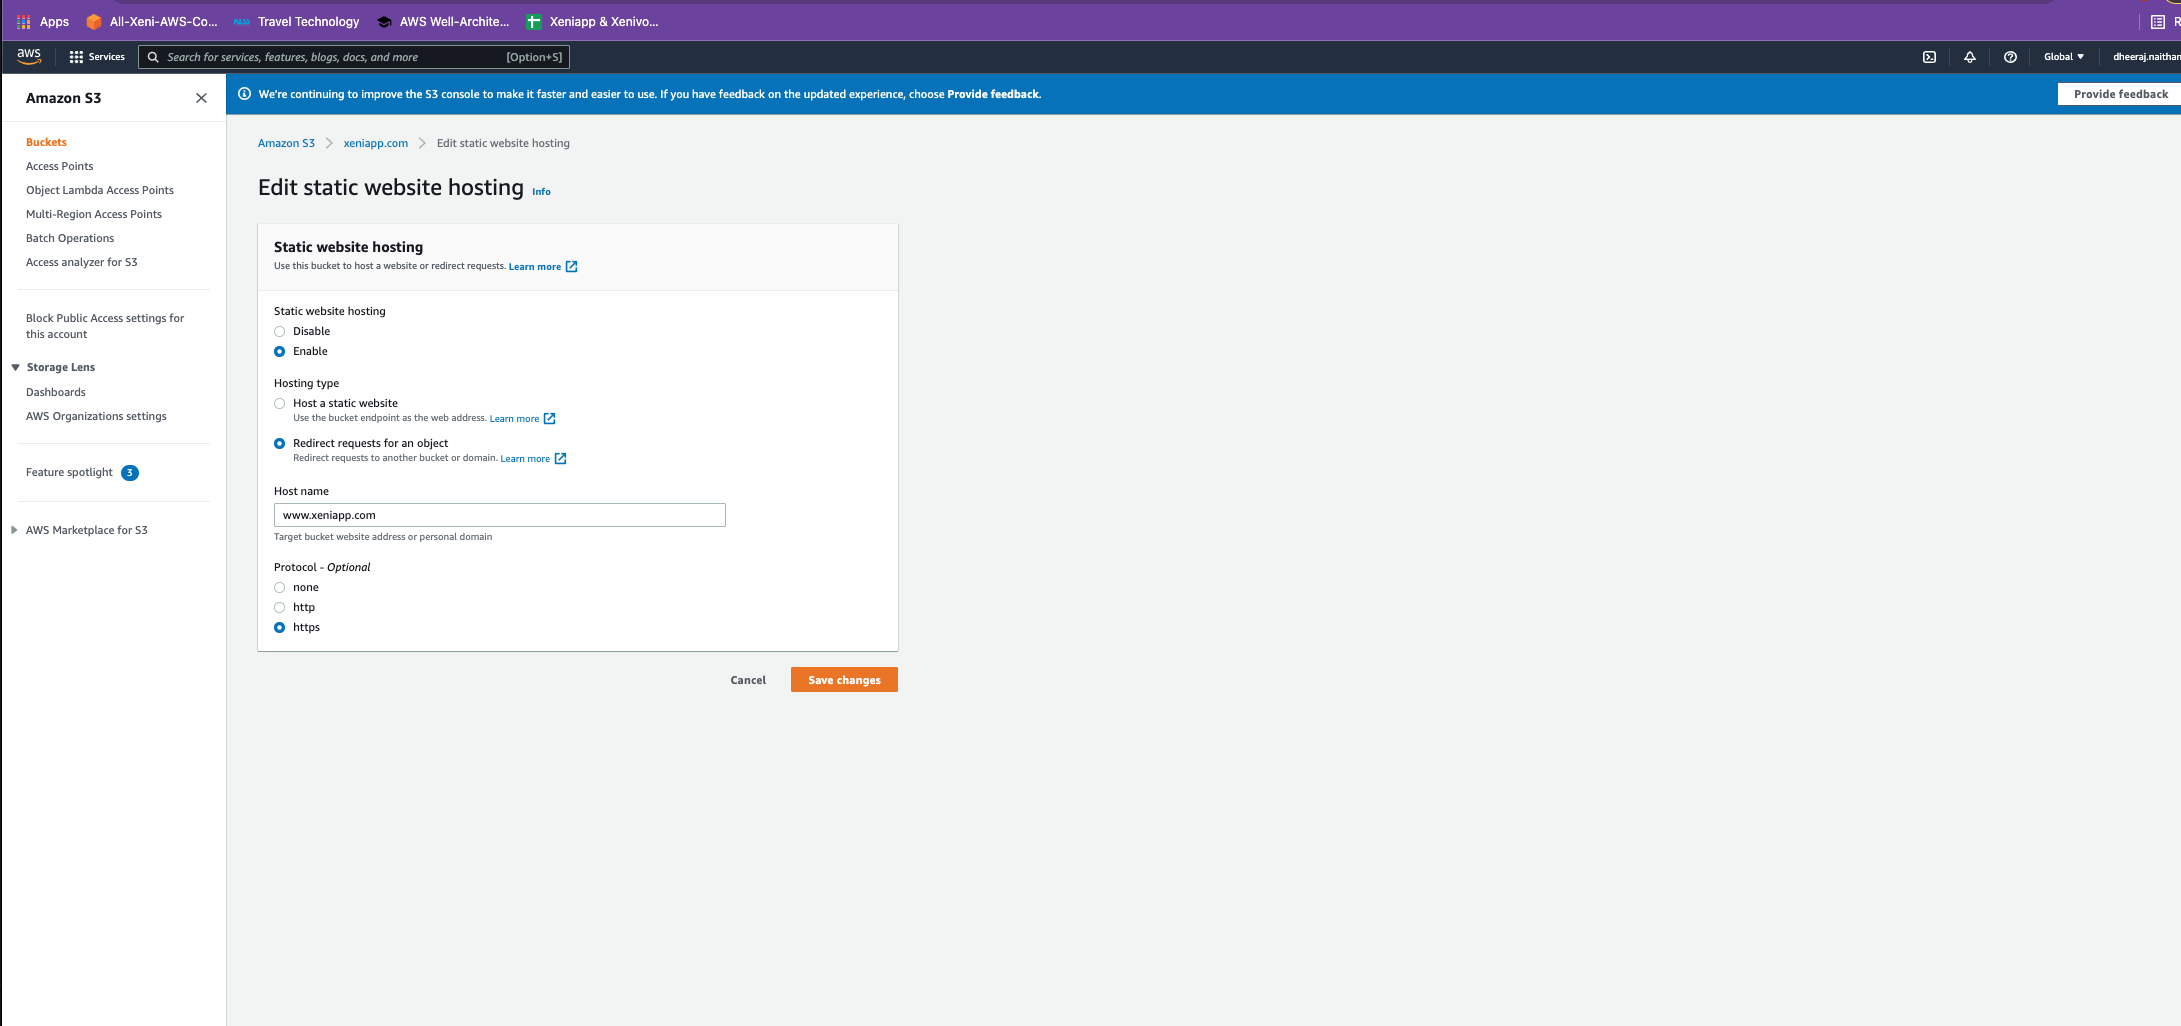 Apps
All-Xeni-AWS-Co...
Travel Technology
AWS Well-Archite...
Xeniapp & Xenivo...
R
aws
Services
Search for services, features, blogs, docs, and more
[Option+S]
Global
dheeraj.naithan
Amazon S3
We're continuing to improve the S3 console to make it faster and easier to use. If you have feedback on the updated experience, choose Provide feedback.
Provide feedback
Buckets
Access Points
Object Lambda Access Points
Multi-Region Access Points
Batch Operations
Access analyzer for S3
Block Public Access settings for
this account
Storage Lens
Dashboards
AWS Organizations settings
Feature spotlight 3
AWS Marketplace for S3
Amazon S3 > xeniapp.com > Edit static website hosting
Edit static website hosting Info
Static website hosting
Use this bucket to host a website or redirect requests. Learn more
Static website hosting
Disable
Enable
Hosting type
Host a static website
Use the bucket endpoint as the web address. Learn more
Redirect requests for an object
Redirect requests to another bucket or domain. Learn more
Host name
www.xeniapp.com
Target bucket website address or personal domain
Protocol - Optional
none
http
https
Cancel
Save changes